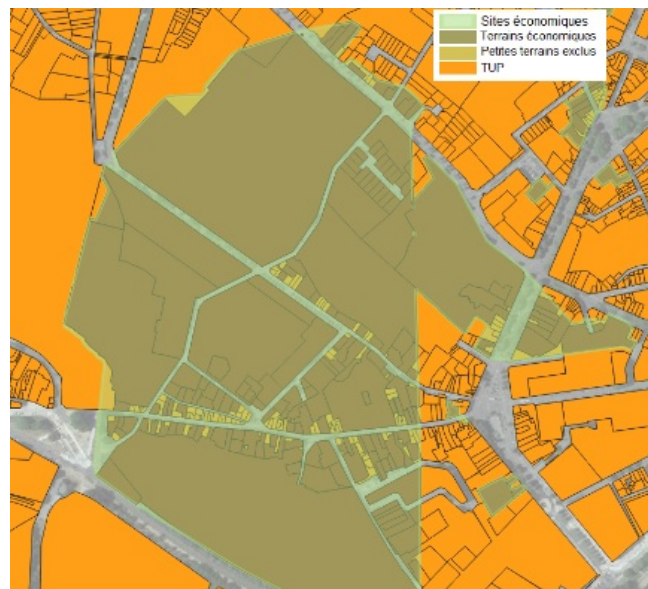 Sites économiques
Terrains économiques
Petites terrains exclus
TUP